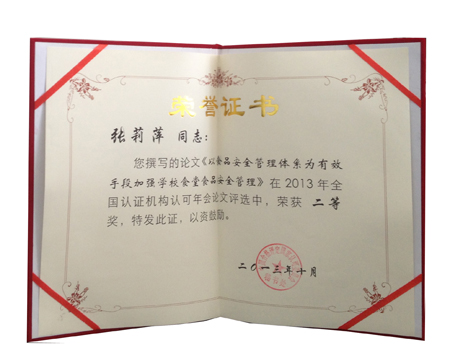 荣誉证书
张莉萍 同志：
您撰写的论文《以食品安全管理体系为有效
手段加强学校食堂食品安全管理》在2013年全
国认证机构认可年会论文评选中，荣获 二等
奖，特发此证，以资鼓励。
二〇一三年十月